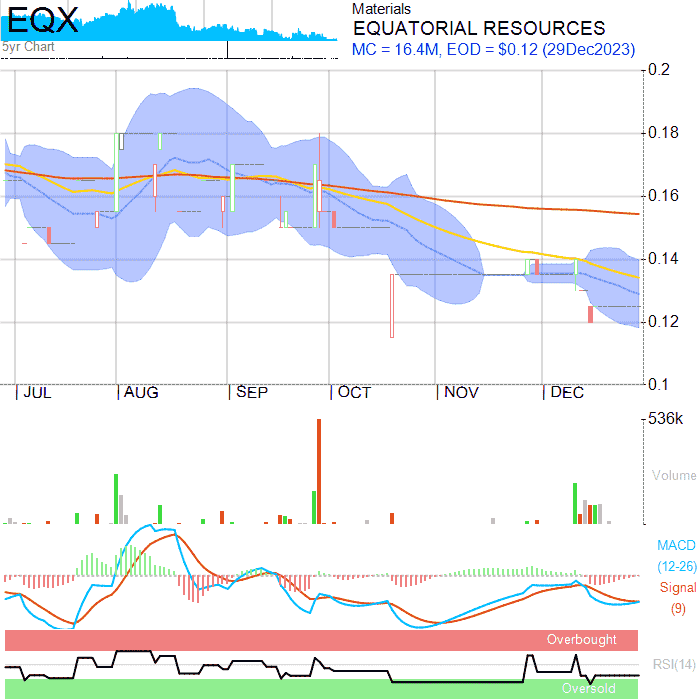 EQX
5yr Chart
Materials
EQUATORIAL RESOURCES
MC = 16.4M, EOD = $0.12 (29Dec2023)
0.2
0.18
0.16
0.14
0.12
0.1
JUL AUG SEP OCT NOV DEC
536k
Volume
MACD
(12-26)
Signal
(9)
Overbought
RSI(14)
Oversold